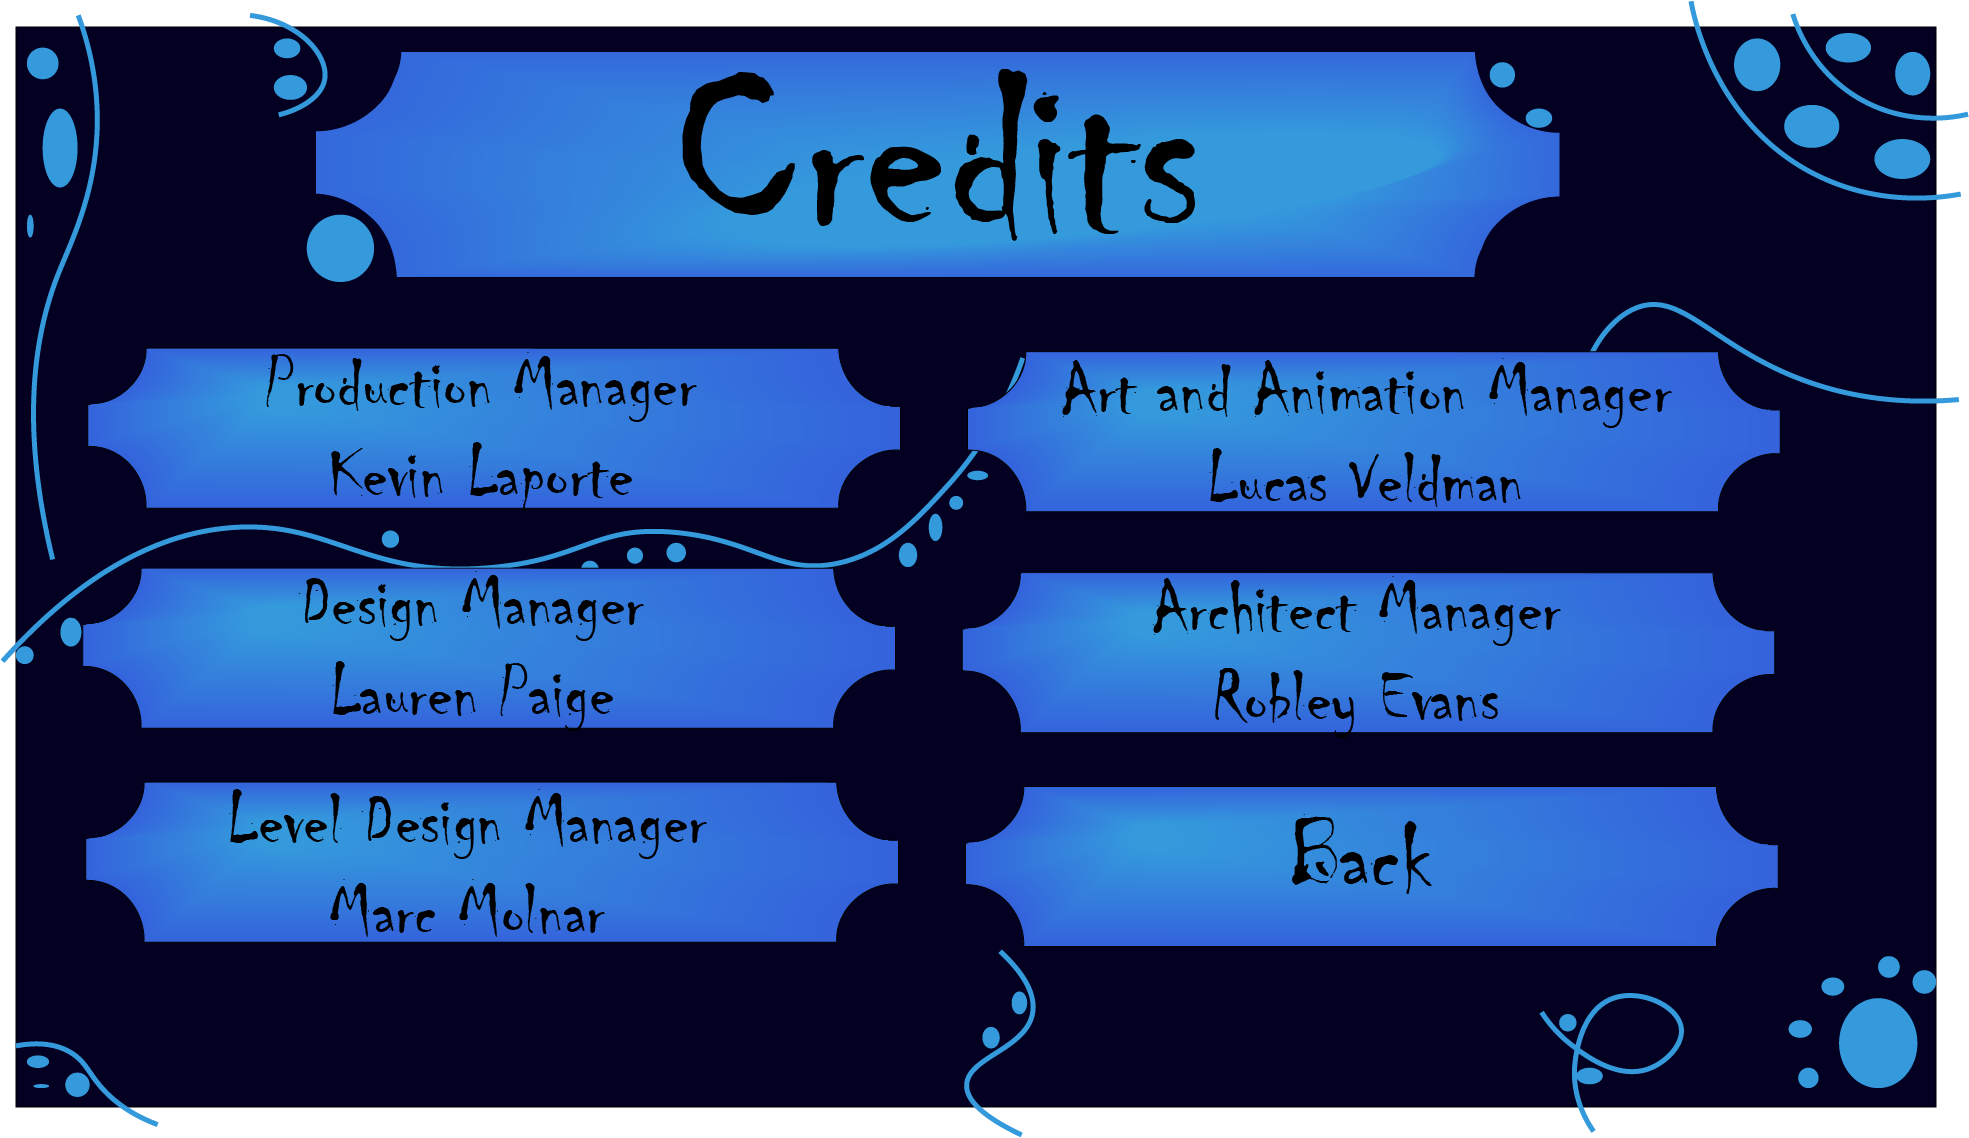 Credits
Production Manager
Kevin Laporte
Art and Animation Manager
Lucas Veldman
Design Manager
Lauren Paige
Architect Manager
Robley Evans
Level Design Manager
Marc Molnar
Back